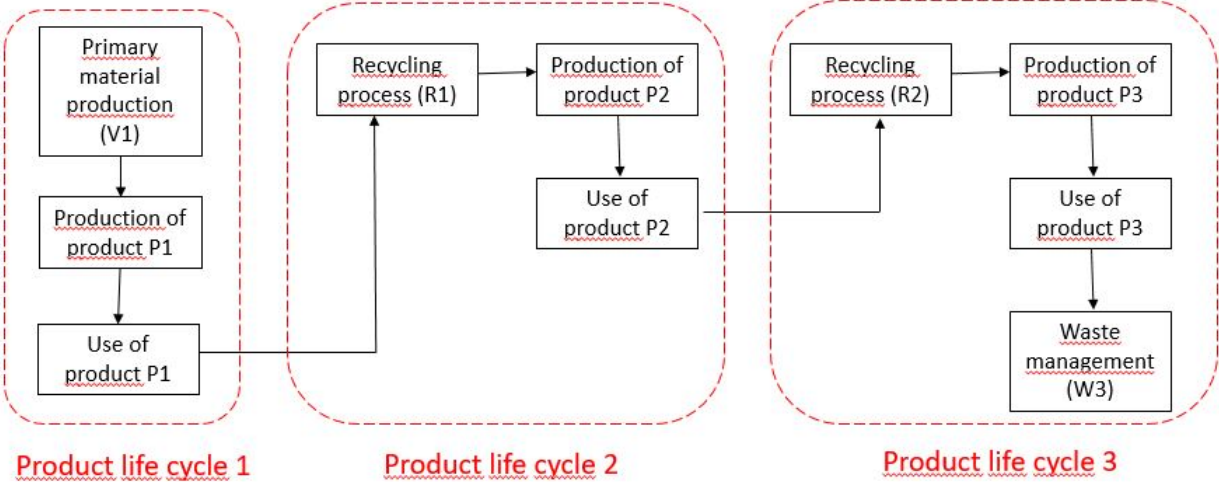 Primary
material
production
(V1)
Production of
product P1
Use of
product P1
Product life cycle 1
Recycling
process (R1)
Production of
product P2
Use of
product P2
Product life cycle 2
Recycling
process (R2)
Production of
product P3
Use of
product P3
Waste
management
(W3)
Product life cycle 3